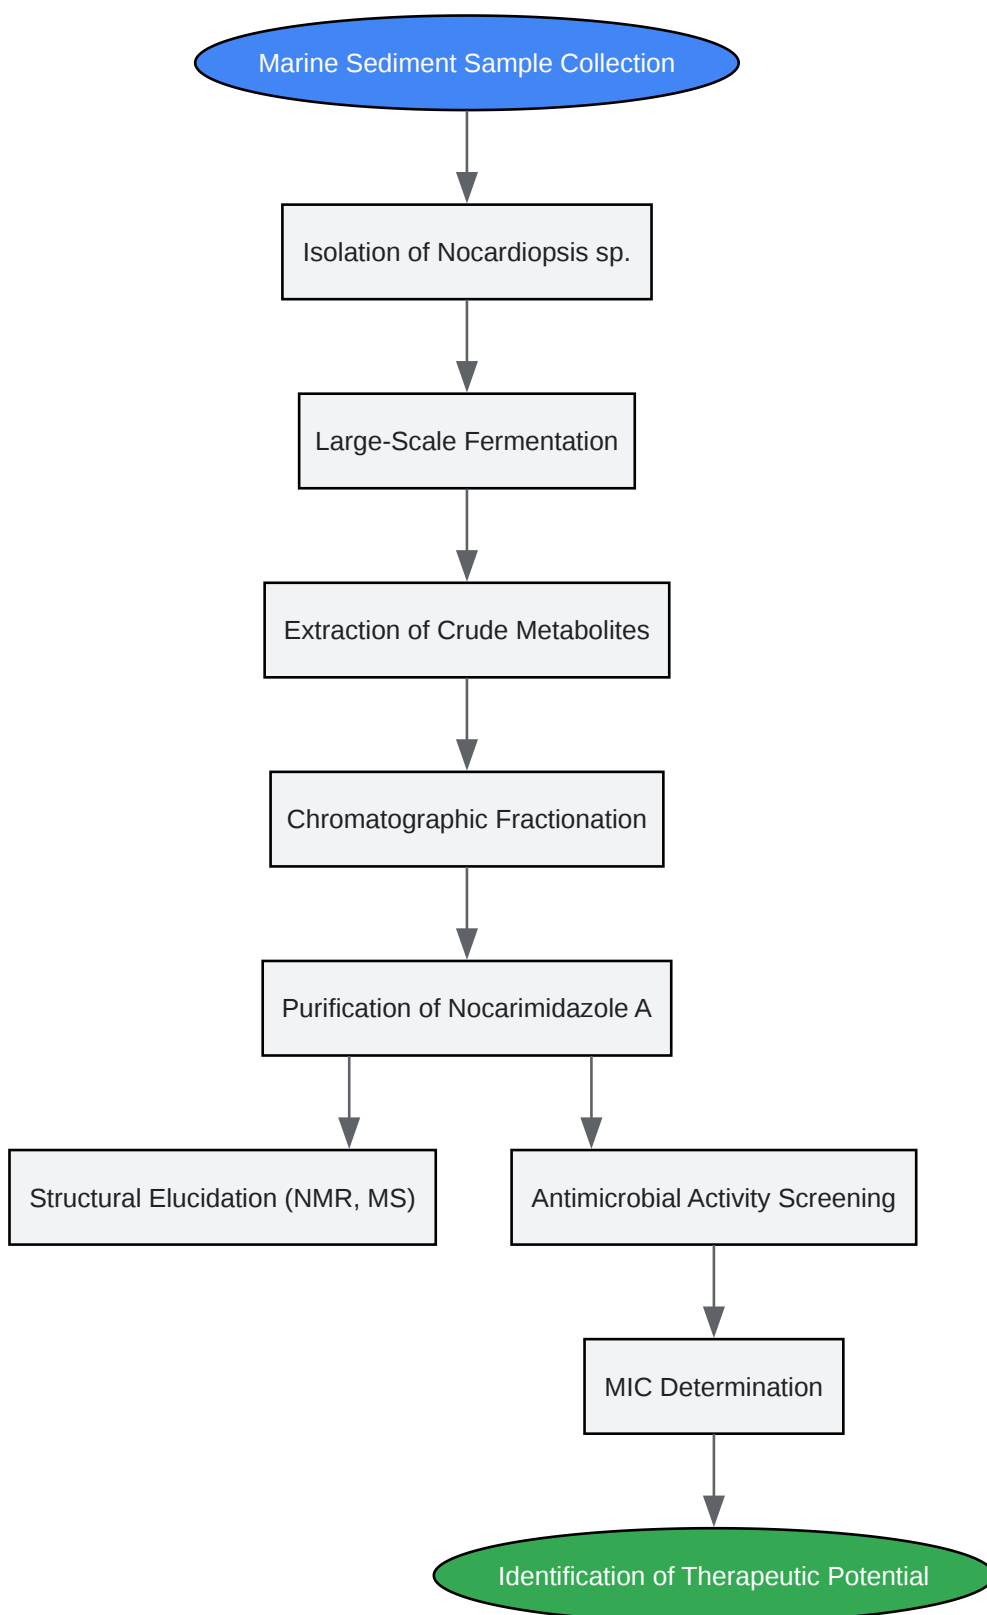 Marine Sediment Sample Collection
Isolation of Nocardiopsis sp.
Large-Scale Fermentation
Extraction of Crude Metabolites
Chromatographic Fractionation
Purification of Nocarimidazole A
Structural Elucidation (NMR, MS)
Antimicrobial Activity Screening
MIC Determination
Identification of Therapeutic Potential